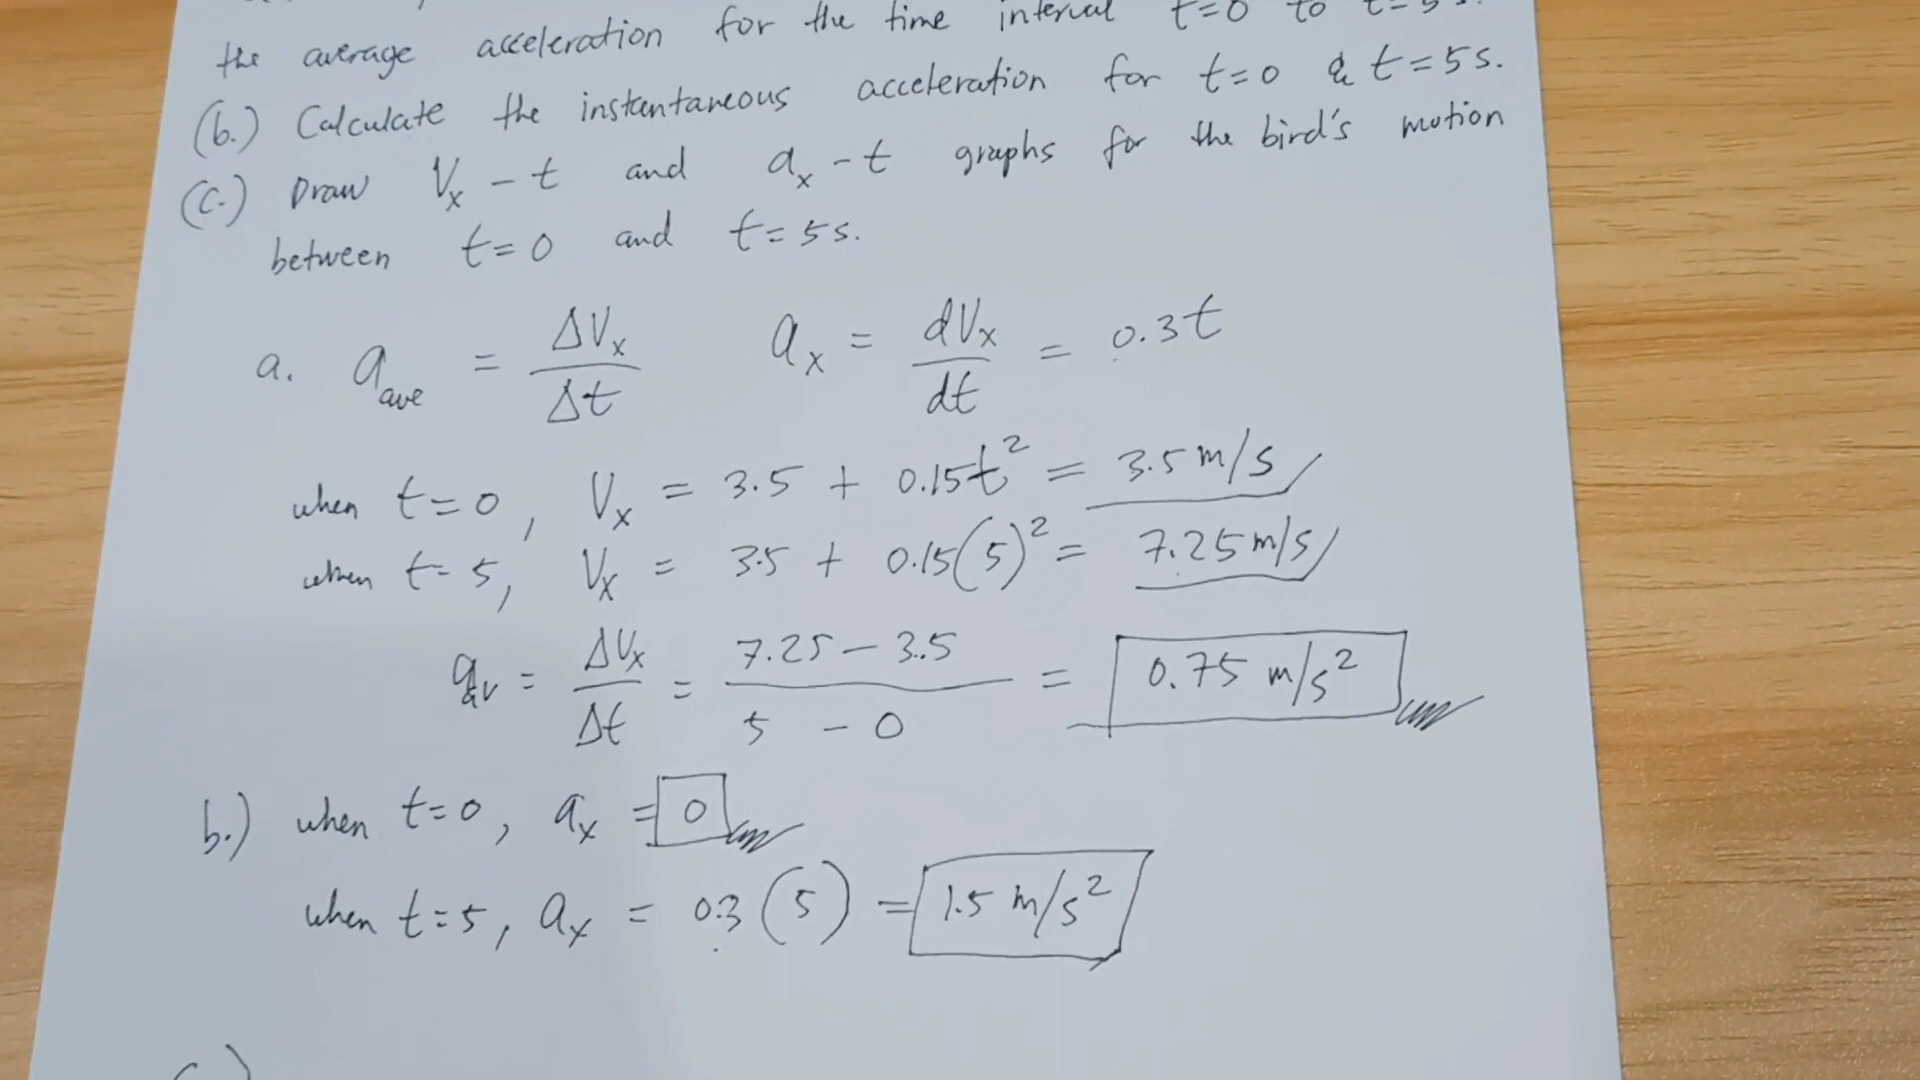 the average acceleration for the time interval t=0 to t=5s.
(b.) Calculate the instantaneous acceleration for t=0 & t=5s.
(c.) Draw Vx - t and ax - t graphs for the bird's motion
between t=0 and t=5s.
a. a ave = ΔVx/Δt ax = dVx/dt = 0.3t
when t=0, Vx = 3.5 + 0.15t² = 3.5 m/s
when t=5, Vx = 3.5 + 0.15(5)² = 7.25 m/s
aav = ΔVx/Δt = 7.25 - 3.5 / 5 - 0 = 0.75 m/s²
b.) when t=0, ax = 0
when t=5, ax = 0.3 (5) = 1.5 m/s²